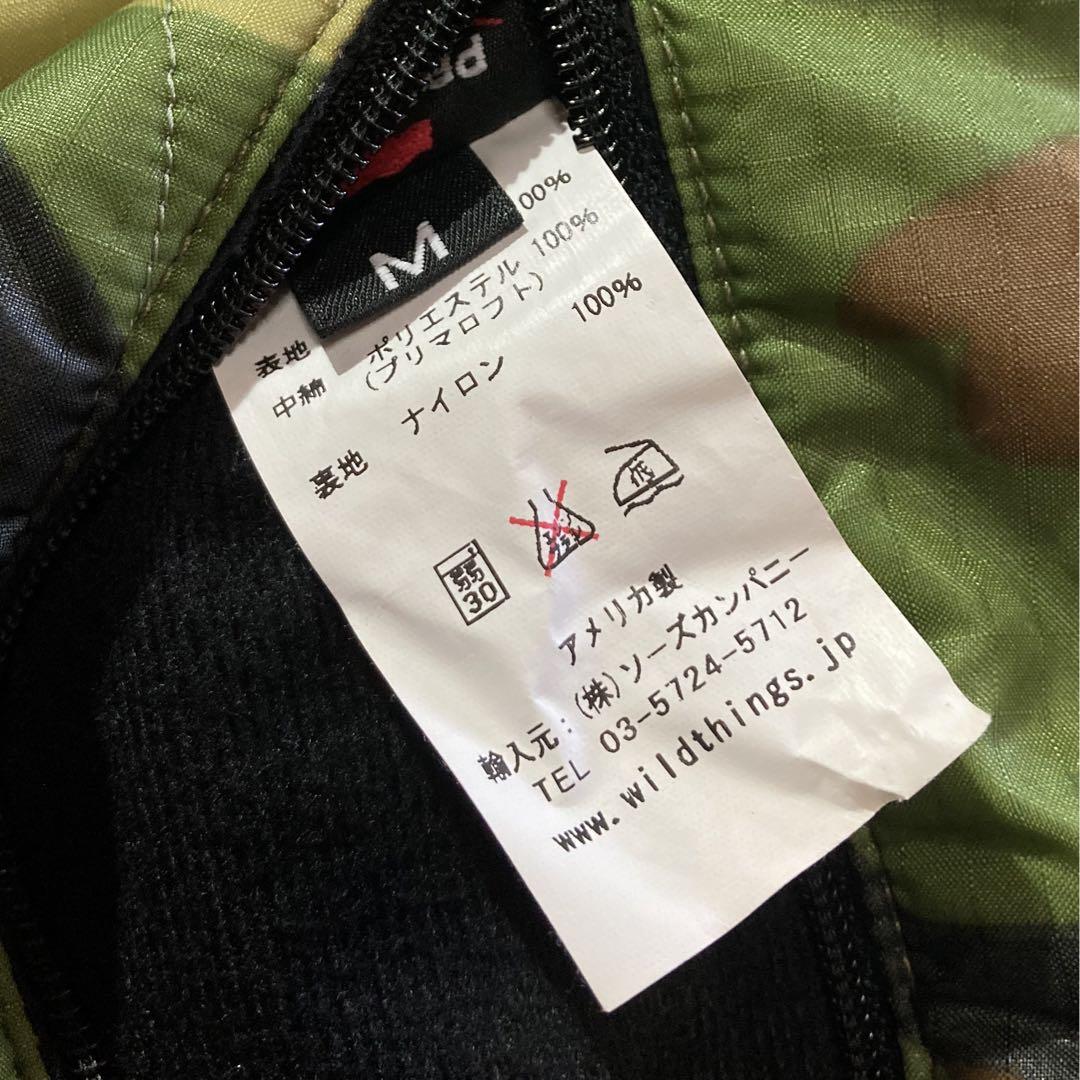 M
表地 00%
中綿 ポリエステル 100%
(プリマロフト)
裏地 ナイロン 100%
弱
30
低
アメリカ製
輸入元:(株)ソーズカンパニー
TEL 03-5724-5712
www.wildthings.jp